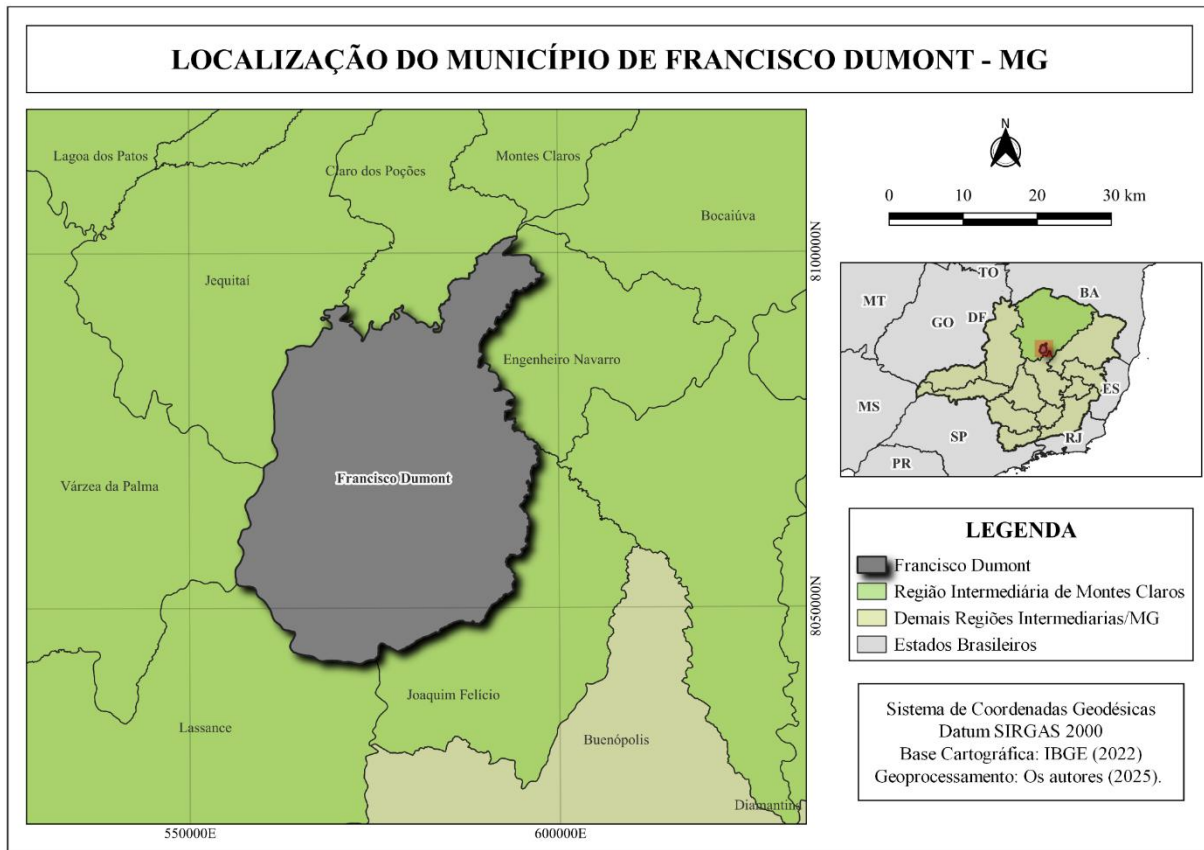 LOCALIZAÇÃO DO MUNICÍPIO DE FRANCISCO DUMONT - MG
Lagoa dos Patos
Claro dos Poções
Montes Claros
Bocaiúva
Jequitaí
Engenheiro Navarro
Francisco Dumont
Várzea da Palma
Joaquim Felício
Lassance
Buenópolis
Diamantina
8100000N
8050000N
550000E
600000E
N
0 10 20 30 km
TO
MT
BA
GO
DF
MS
ES
SP
RJ
PR
LEGENDA
Francisco Dumont
Região Intermediária de Montes Claros
Demais Regiões Intermediarias/MG
Estados Brasileiros
Sistema de Coordenadas Geodésicas
Datum SIRGAS 2000
Base Cartográfica: IBGE (2022)
Geoprocessamento: Os autores (2025).